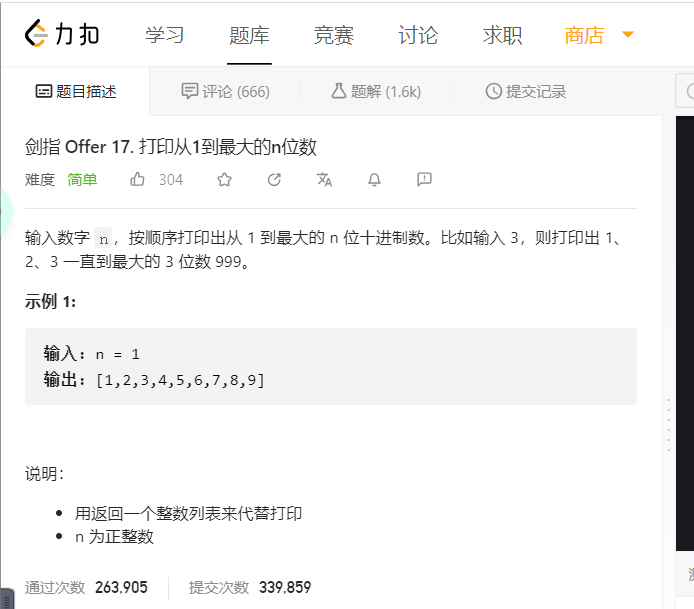 力扣 学习 题库 竞赛 讨论 求职 商店
题目描述 评论 (666) 题解 (1.6k) 提交记录
剑指 Offer 17. 打印从1到最大的n位数
难度 简单 304
输入数字 n，按顺序打印出从 1 到最大的 n 位十进制数。比如输入 3，则打印出 1、
2、3 一直到最大的 3 位数 999。
示例 1:
输入: n = 1
输出: [1,2,3,4,5,6,7,8,9]
说明：
用返回一个整数列表来代替打印
n 为正整数
通过次数 263,905 提交次数 339,859